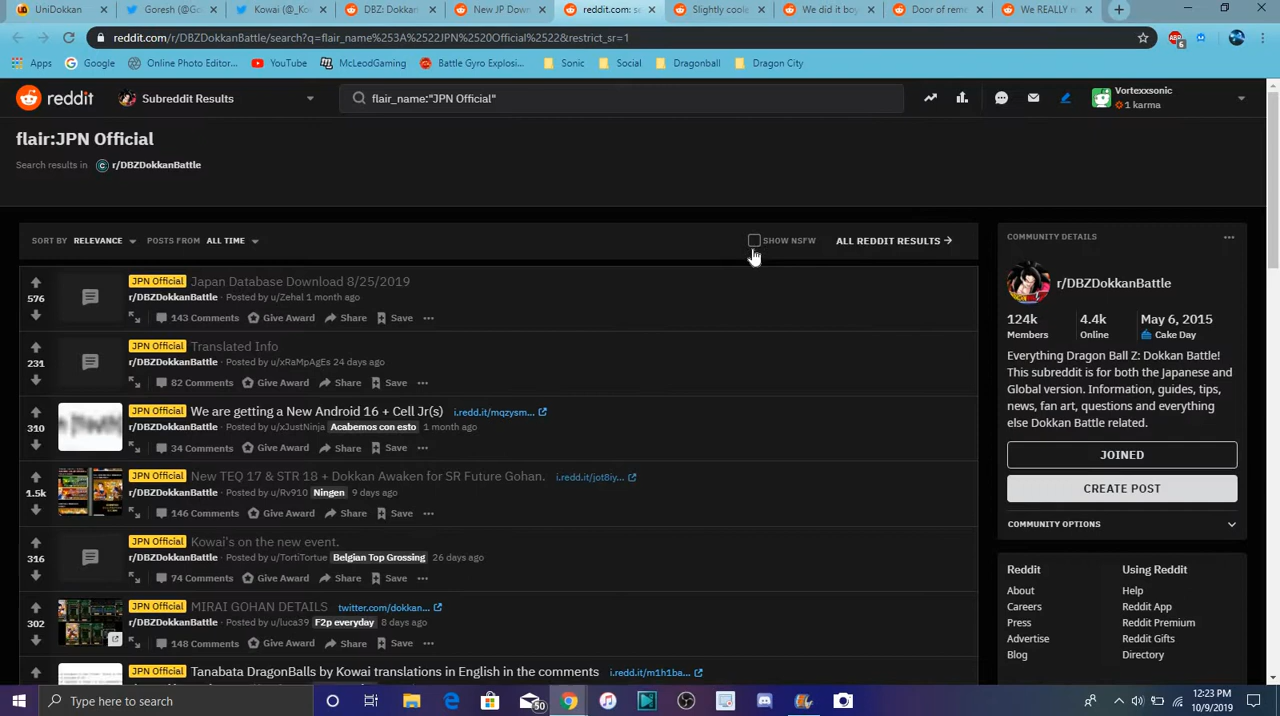 UniDokkan
Goresh (@Go
Kowai (@_Ko
DBZ: Dokkan
New JP Down
reddit.com: se
Slightly coole
We did it boy
Door of reme
We REALLY n
reddit.com/r/DBZDokkanBattle/search?q=flair_name%253A%2522JPN%2520Official%2522&restrict_sr=1
Apps
Google
Online Photo Editor...
YouTube
McLeodGaming
Battle Gyro Explosi...
Sonic
Social
Dragonball
Dragon City
reddit
Subreddit Results
flair_name:"JPN Official"
Vortexxsonic
1 karma
flair:JPN Official
Search results in r/DBZDokkanBattle
SORT BY RELEVANCE POSTS FROM ALL TIME
SHOW NSFW
ALL REDDIT RESULTS
576
JPN Official Japan Database Download 8/25/2019
r/DBZDokkanBattle · Posted by u/Zehal 1 month ago
143 Comments Give Award Share Save
231
JPN Official Translated Info
r/DBZDokkanBattle · Posted by u/xRaMpAgEs 24 days ago
82 Comments Give Award Share Save
310
JPN Official We are getting a New Android 16 + Cell Jr(s) i.redd.it/mqzysm...
r/DBZDokkanBattle · Posted by u/xJustNinja Acabemos con esto 1 month ago
34 Comments Give Award Share Save
1.5k
JPN Official New TEQ 17 & STR 18 + Dokkan Awaken for SR Future Gohan. i.redd.it/jot8iy...
r/DBZDokkanBattle · Posted by u/Rv910 Ningen 9 days ago
146 Comments Give Award Share Save
316
JPN Official Kowai's on the new event.
r/DBZDokkanBattle · Posted by u/TortiTortue Belgian Top Grossing 26 days ago
74 Comments Give Award Share Save
302
JPN Official MIRAI GOHAN DETAILS twitter.com/dokkan...
r/DBZDokkanBattle · Posted by u/luca39 F2p everyday 8 days ago
148 Comments Give Award Share Save
JPN Official Tanabata DragonBalls by Kowai translations in English in the comments i.redd.it/m1h1ba...
COMMUNITY DETAILS
r/DBZDokkanBattle
124k
Members
4.4k
Online
May 6, 2015
Cake Day
Everything Dragon Ball Z: Dokkan Battle!
This subreddit is for both the Japanese and
Global version. Information, guides, tips,
news, fan art, questions and everything
else Dokkan Battle related.
JOINED
CREATE POST
COMMUNITY OPTIONS
Reddit
About
Careers
Press
Advertise
Blog
Using Reddit
Help
Reddit App
Reddit Premium
Reddit Gifts
Directory
Type here to search
50
12:23 PM
10/9/2019